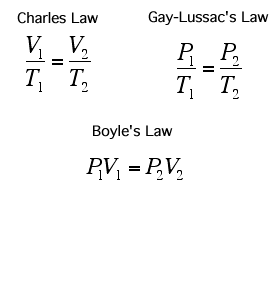 Charles Law
V₁/T₁ = V₂/T₂
Gay-Lussac's Law
P₁/T₁ = P₂/T₂
Boyle's Law
P₁V₁ = P₂V₂